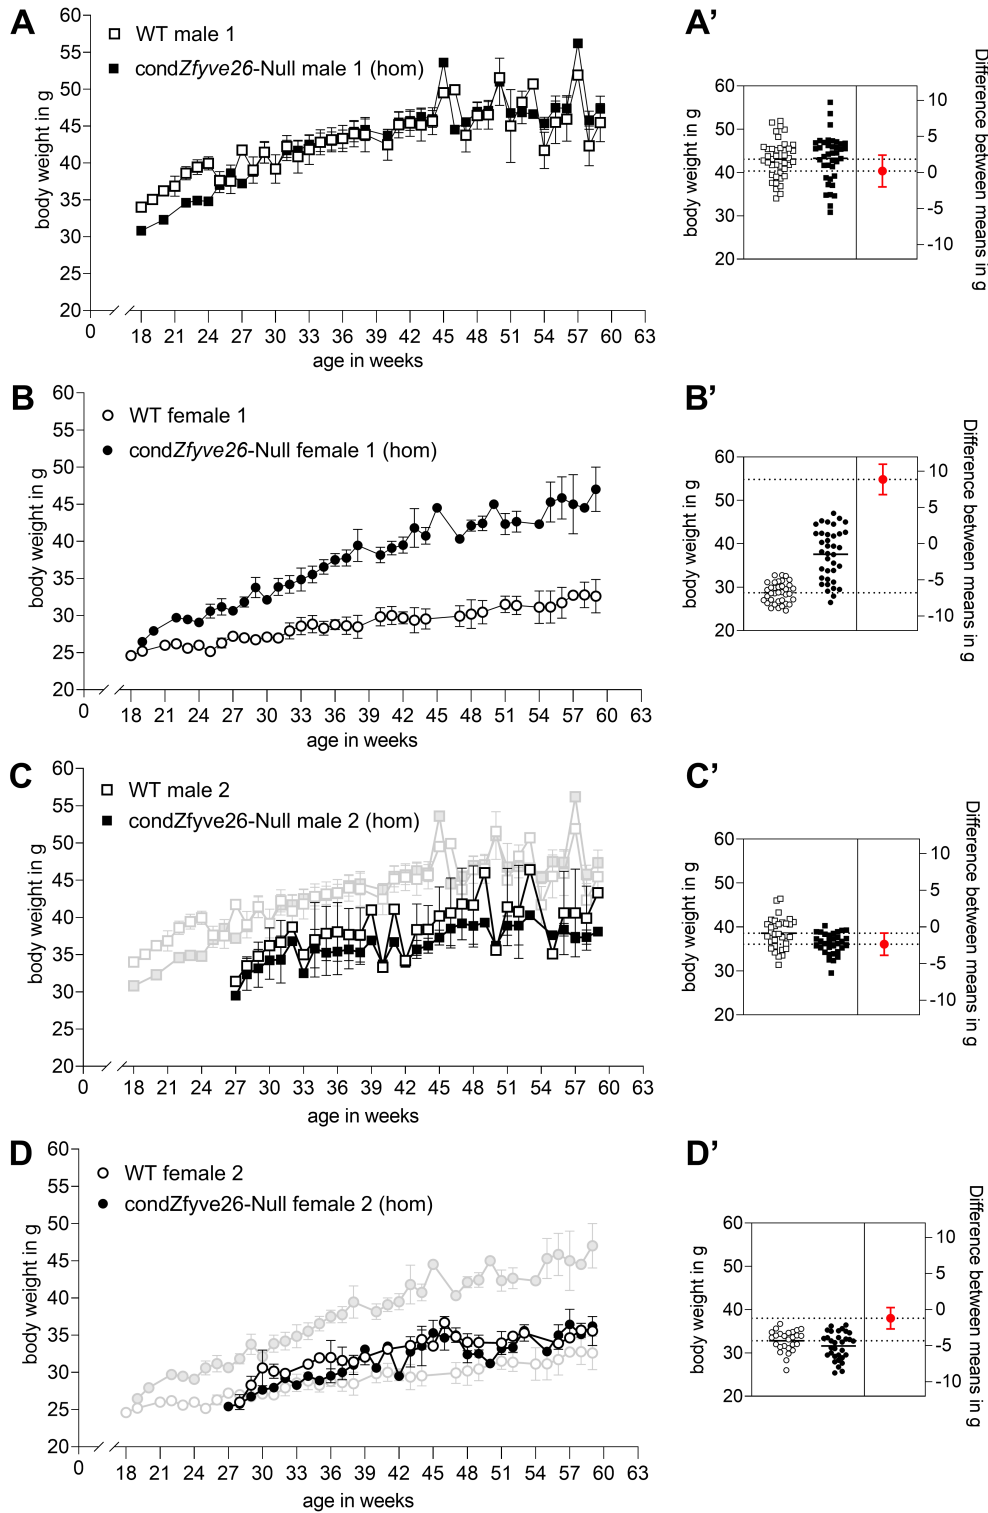 A
WT male 1
condZfyve26-Null male 1 (hom)
body weight in g
60
55
50
45
40
35
30
25
20
0 18 21 24 27 30 33 36 39 42 45 48 51 54 57 60 63
age in weeks
A’
body weight in g
60
50
40
30
20
10
5
0
-5
-10
Difference between means in g
B
WT female 1
condZfyve26-Null female 1 (hom)
body weight in g
60
55
50
45
40
35
30
25
20
0 18 21 24 27 30 33 36 39 42 45 48 51 54 57 60 63
age in weeks
B’
body weight in g
60
50
40
30
20
10
5
0
-5
-10
Difference between means in g
C
WT male 2
condZfyve26-Null male 2 (hom)
body weight in g
60
55
50
45
40
35
30
25
20
0 18 21 24 27 30 33 36 39 42 45 48 51 54 57 60 63
age in weeks
C’
body weight in g
60
50
40
30
20
10
5
0
-5
-10
Difference between means in g
D
WT female 2
condZfyve26-Null female 2 (hom)
body weight in g
60
55
50
45
40
35
30
25
20
0 18 21 24 27 30 33 36 39 42 45 48 51 54 57 60 63
age in weeks
D’
body weight in g
60
50
40
30
20
10
5
0
-5
-10
Difference between means in g